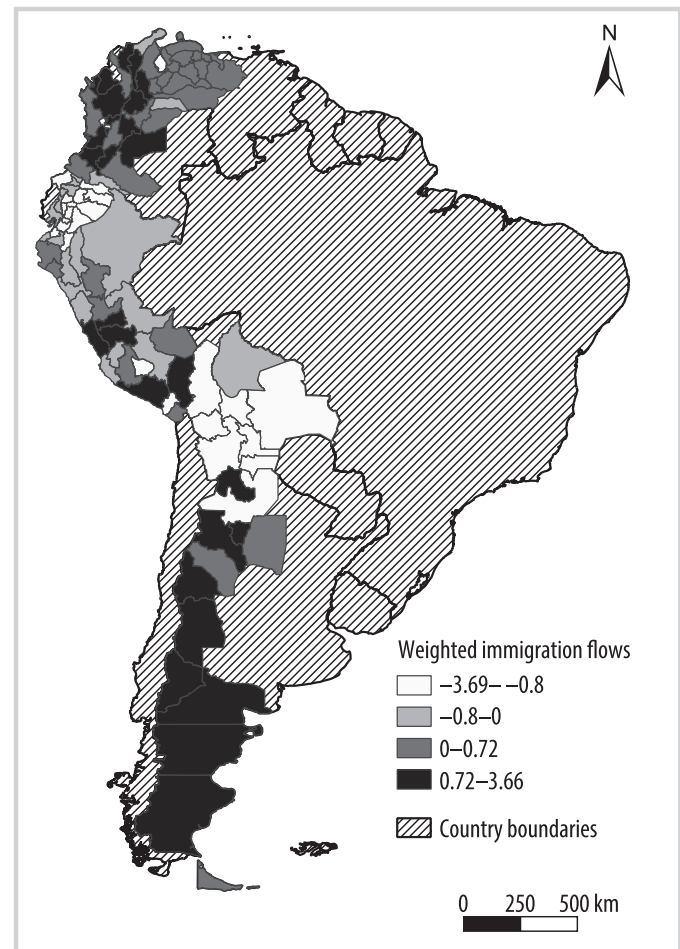 N
Weighted immigration flows
–3.69– –0.8
–0.8–0
0–0.72
0.72–3.66
Country boundaries
0 250 500 km